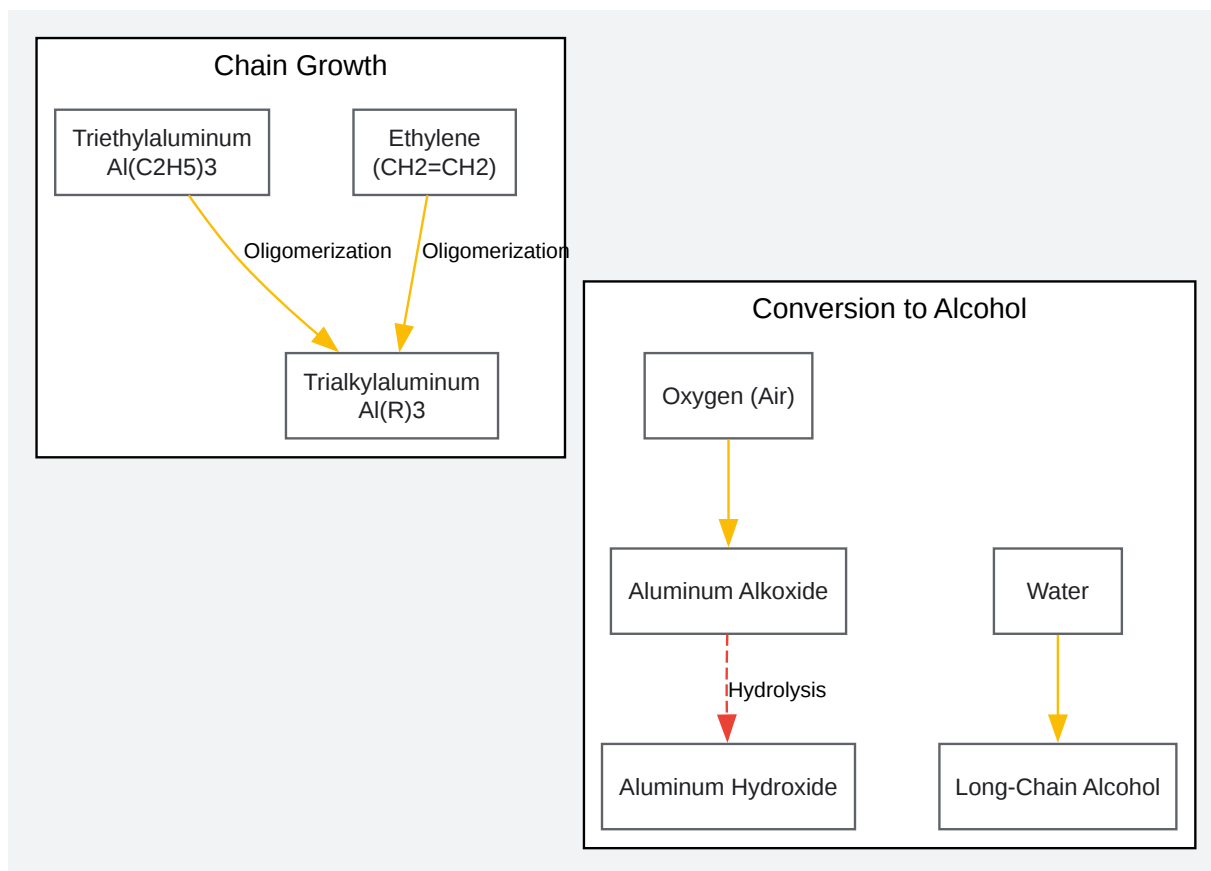 Chain Growth
Triethylaluminum
Al(C2H5)3
Ethylene
(CH2=CH2)
Oligomerization
Oligomerization
Trialkylaluminum
Al(R)3
Conversion to Alcohol
Oxygen (Air)
Aluminum Alkoxide
Water
Hydrolysis
Aluminum Hydroxide
Long-Chain Alcohol